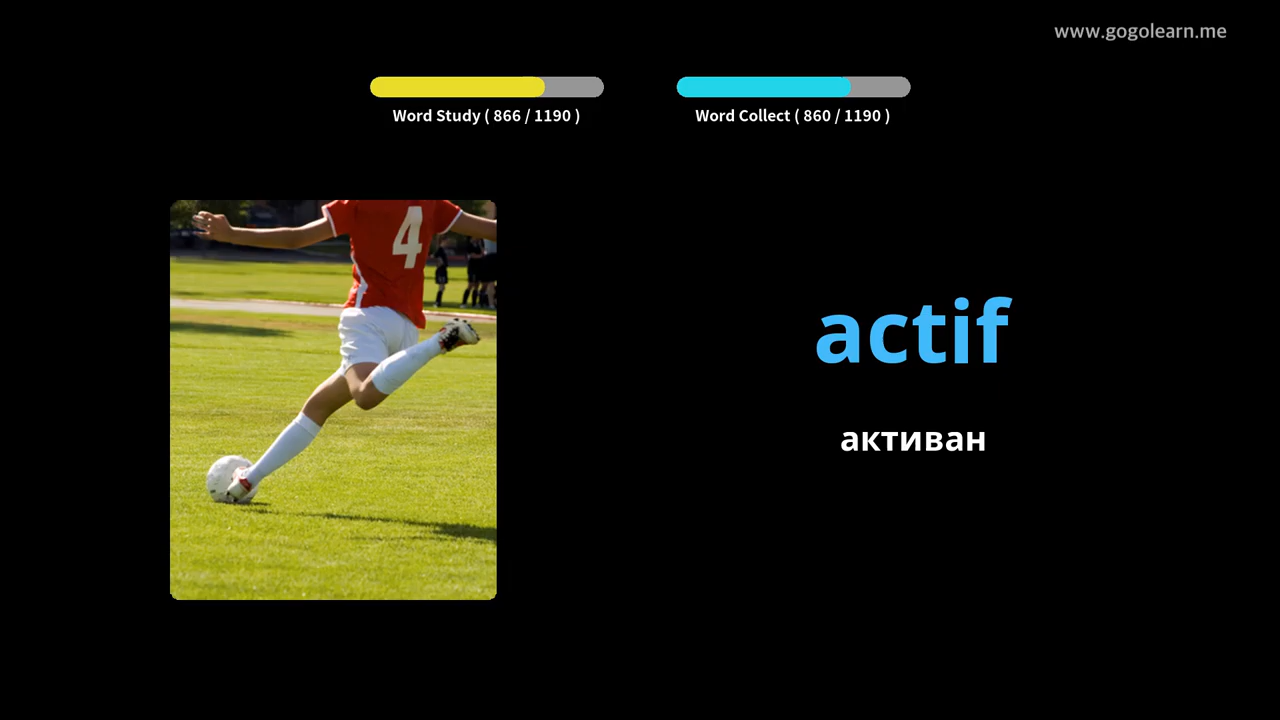 www.gogolearn.me
Word Study ( 866 / 1190 )
Word Collect ( 860 / 1190 )
4
actif
активан